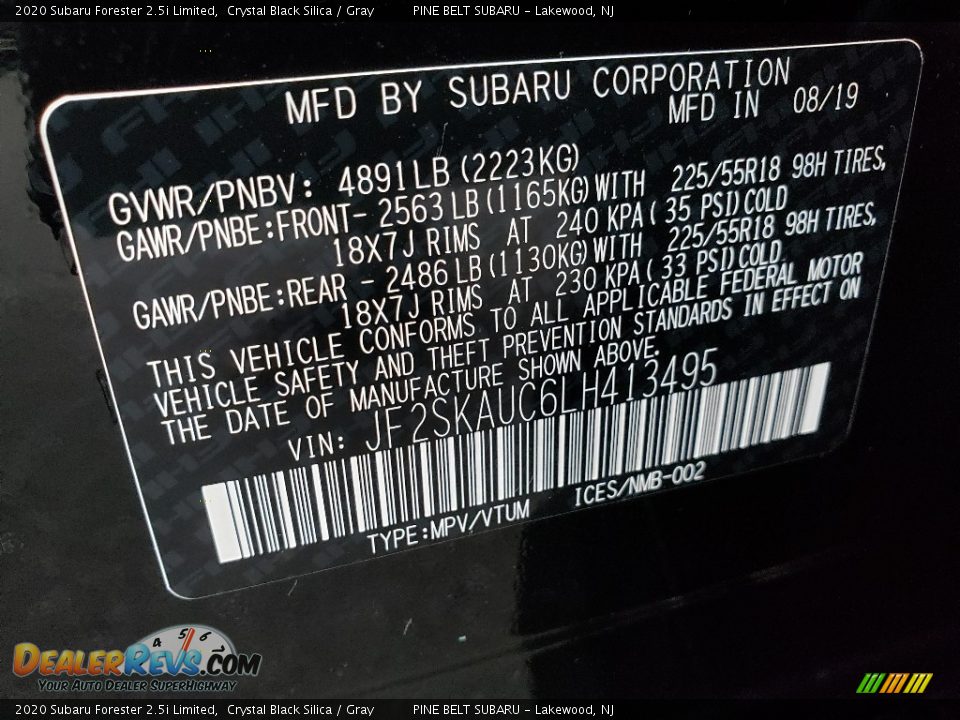 2020 Subaru Forester 2.5i Limited,  Crystal Black Silica / Gray     PINE BELT SUBARU - Lakewood, NJ
MFD BY SUBARU CORPORATION
MFD IN 08/19
GVWR/PNBV: 4891LB (2223KG)
GAWR/PNBE:FRONT- 2563LB(1165KG)WITH 225/55R18 98H TIRES,
18X7J RIMS AT 240 KPA( 35 PSI)COLD
GAWR/PNBE:REAR - 2486LB(1130KG)WITH 225/55R18 98H TIRES,
18X7J RIMS AT 230 KPA( 33 PSI)COLD.
THIS VEHICLE CONFORMS TO ALL APPLICABLE FEDERAL MOTOR
VEHICLE SAFETY AND THEFT PREVENTION STANDARDS IN EFFECT ON
THE DATE OF MANUFACTURE SHOWN ABOVE.
VIN: JF2SKAUC6LH413495
TYPE:MPV/VTUM ICES/NMB-002
4 5 6
DEALERREVS.COM
YOUR AUTO DEALER SUPERHIGHWAY
2020 Subaru Forester 2.5i Limited,  Crystal Black Silica / Gray     PINE BELT SUBARU - Lakewood, NJ